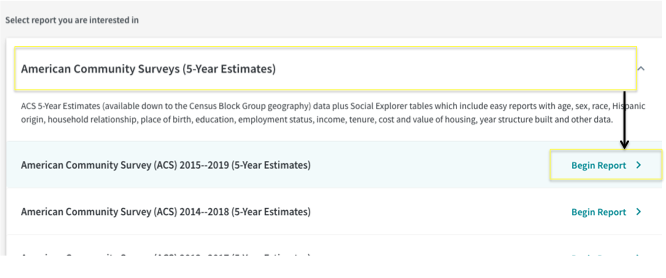 Select report you are interested in
American Community Surveys (5-Year Estimates)
ACS 5-Year Estimates (available down to the Census Block Group geography) data plus Social Explorer tables which include easy reports with age, sex, race, Hispanic
origin, household relationship, place of birth, education, employment status, income, tenure, cost and value of housing, year structure built and other data.
American Community Survey (ACS) 2015--2019 (5-Year Estimates) Begin Report
American Community Survey (ACS) 2014--2018 (5-Year Estimates) Begin Report